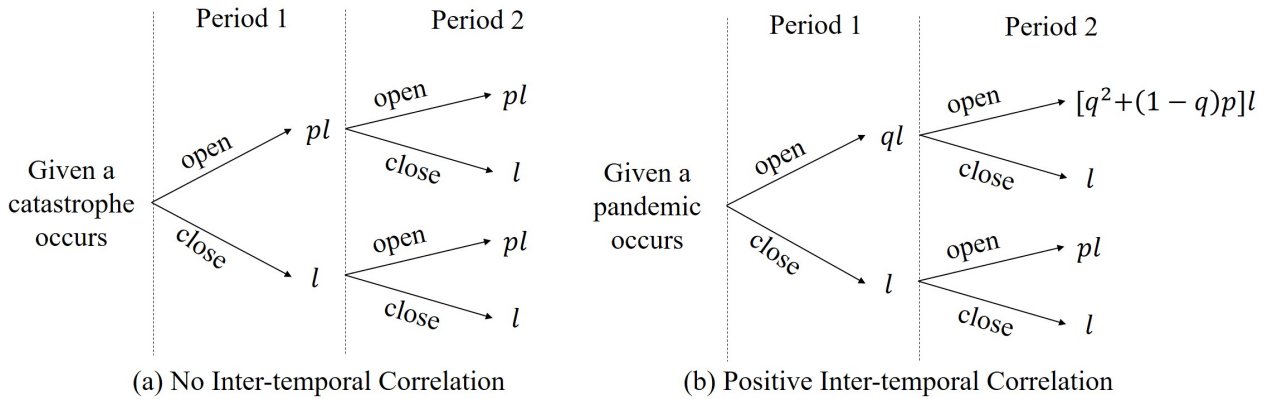 Period 1
Period 2
Given a
catastrophe
occurs
open
close
pl
l
open
close
open
close
pl
l
pl
l
(a) No Inter-temporal Correlation
Period 1
Period 2
Given a
pandemic
occurs
open
close
ql
l
open
close
open
close
[q²+(1 − q)p]l
l
pl
l
(b) Positive Inter-temporal Correlation